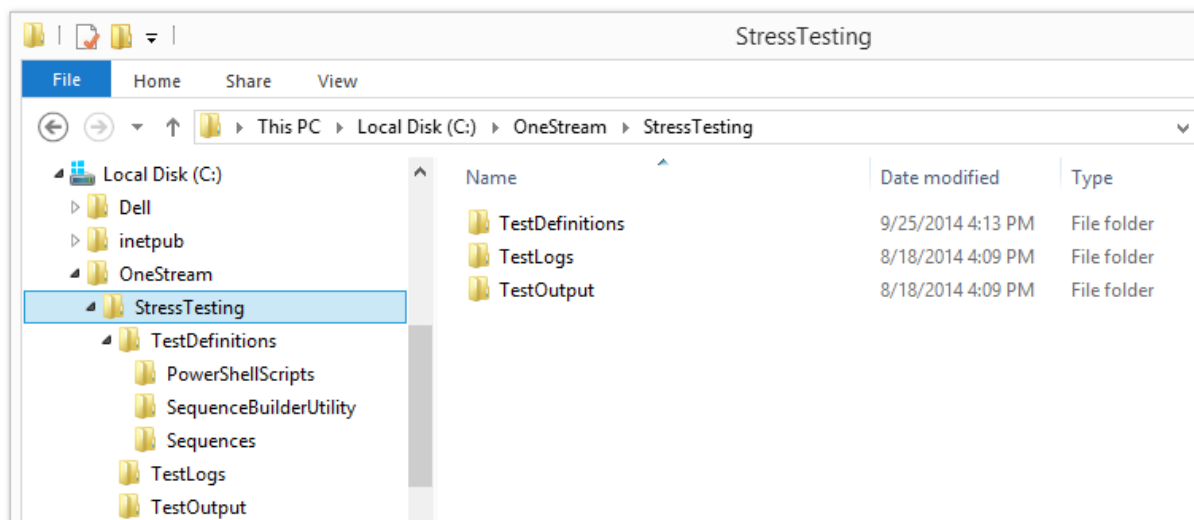 StressTesting
File Home Share View
This PC Local Disk (C:) OneStream StressTesting
Local Disk (C:)
Dell
inetpub
OneStream
StressTesting
TestDefinitions
PowerShellScripts
SequenceBuilderUtility
Sequences
TestLogs
TestOutput
Name Date modified Type
TestDefinitions 9/25/2014 4:13 PM File folder
TestLogs 8/18/2014 4:09 PM File folder
TestOutput 8/18/2014 4:09 PM File folder